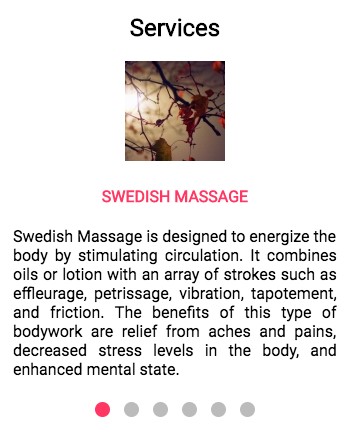 Services
SWEDISH MASSAGE
Swedish Massage is designed to energize the
body by stimulating circulation. It combines
oils or lotion with an array of strokes such as
effleurage, petrissage, vibration, tapotement,
and friction. The benefits of this type of
bodywork are relief from aches and pains,
decreased stress levels in the body, and
enhanced mental state.